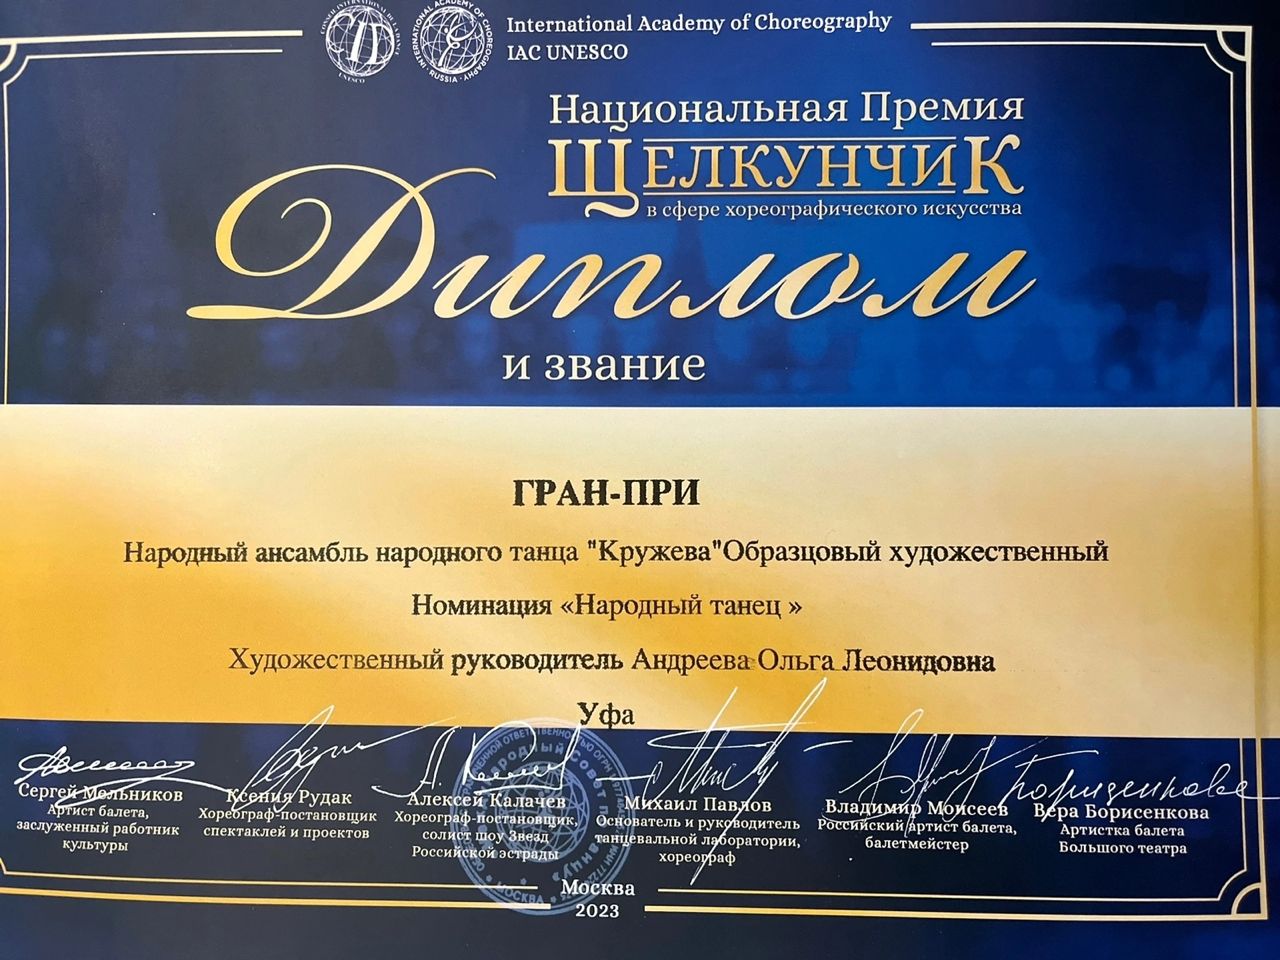 International Academy of Choreography
IAC UNESCO
Национальная Премия
ЩЕЛКУНЧИК
в сфере хореографического искусства
Диплом
и звание
ГРАН-ПРИ
Народный ансамбль народного танца "Кружева"Образцовый художественный
Номинация «Народный танец »
Художественный руководитель Андреева Ольга Леонидовна
Уфа
Сергей Мельников
Артист балета,
заслуженный работник
культуры
Ксения Рудак
Хореограф-постановщик
спектаклей и проектов
Алексей Калачев
Хореограф-постановщик,
солист шоу Звезд
Российской эстрады
Михаил Павлов
Основатель и руководитель
танцевальной лаборатории,
хореограф
Владимир Моисеев
Российский артист балета,
балетмейстер
Вера Борисенкова
Артистка балета
Большого театра
Москва
2023